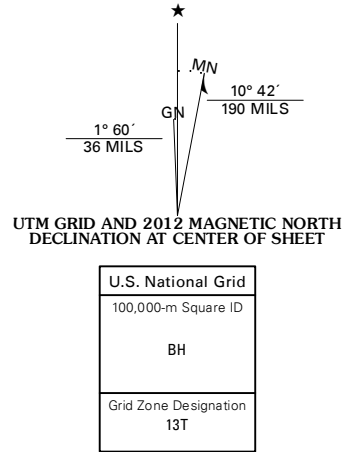 ★
MN
GN
10° 42´
190 MILS
1° 60´
36 MILS
UTM GRID AND 2012 MAGNETIC NORTH
DECLINATION AT CENTER OF SHEET
U.S. National Grid
100,000-m Square ID
BH
Grid Zone Designation
13T